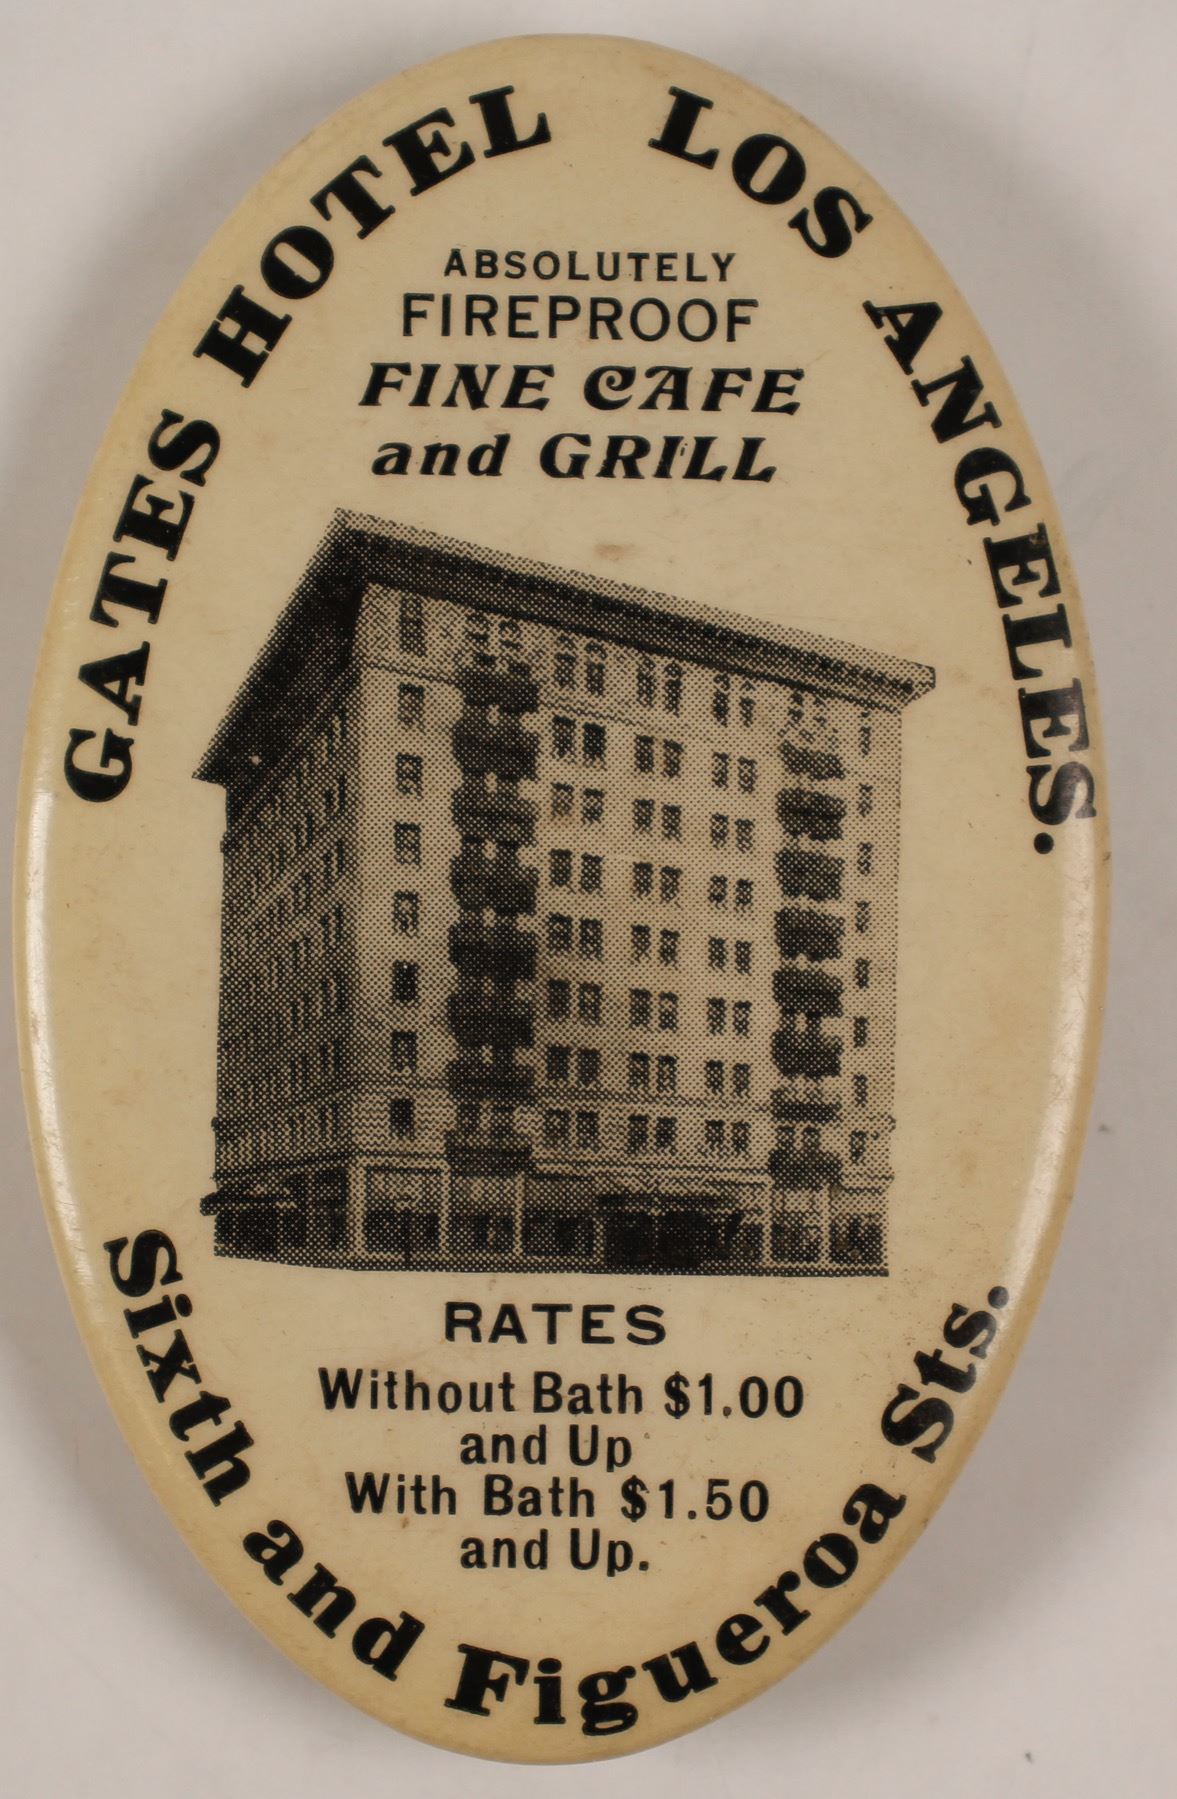 GATES HOTEL LOS ANGELES.
ABSOLUTELY
FIREPROOF
FINE CAFE
and GRILL
RATES
Without Bath $1.00
and Up
With Bath $1.50
and Up.
Sixth and Figueroa Sts.